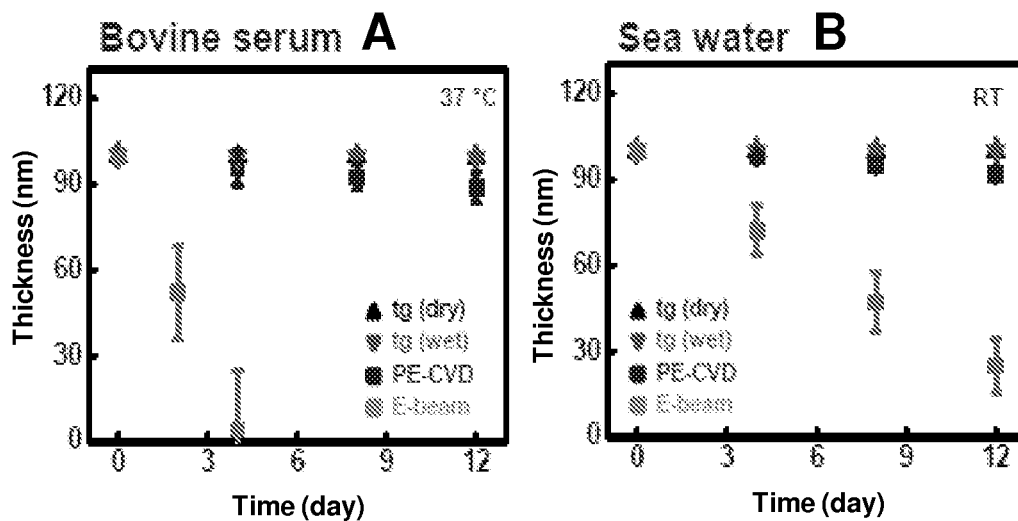 Bovine serum A
37 °C
120
90
60
30
0
Thickness (nm)
tg (dry)
tg (wet)
PE-CVD
E-beam
0 3 6 9 12
Time (day)
Sea water B
RT
120
90
60
30
0
Thickness (nm)
tg (dry)
tg (wet)
PE-CVD
E-beam
0 3 6 9 12
Time (day)